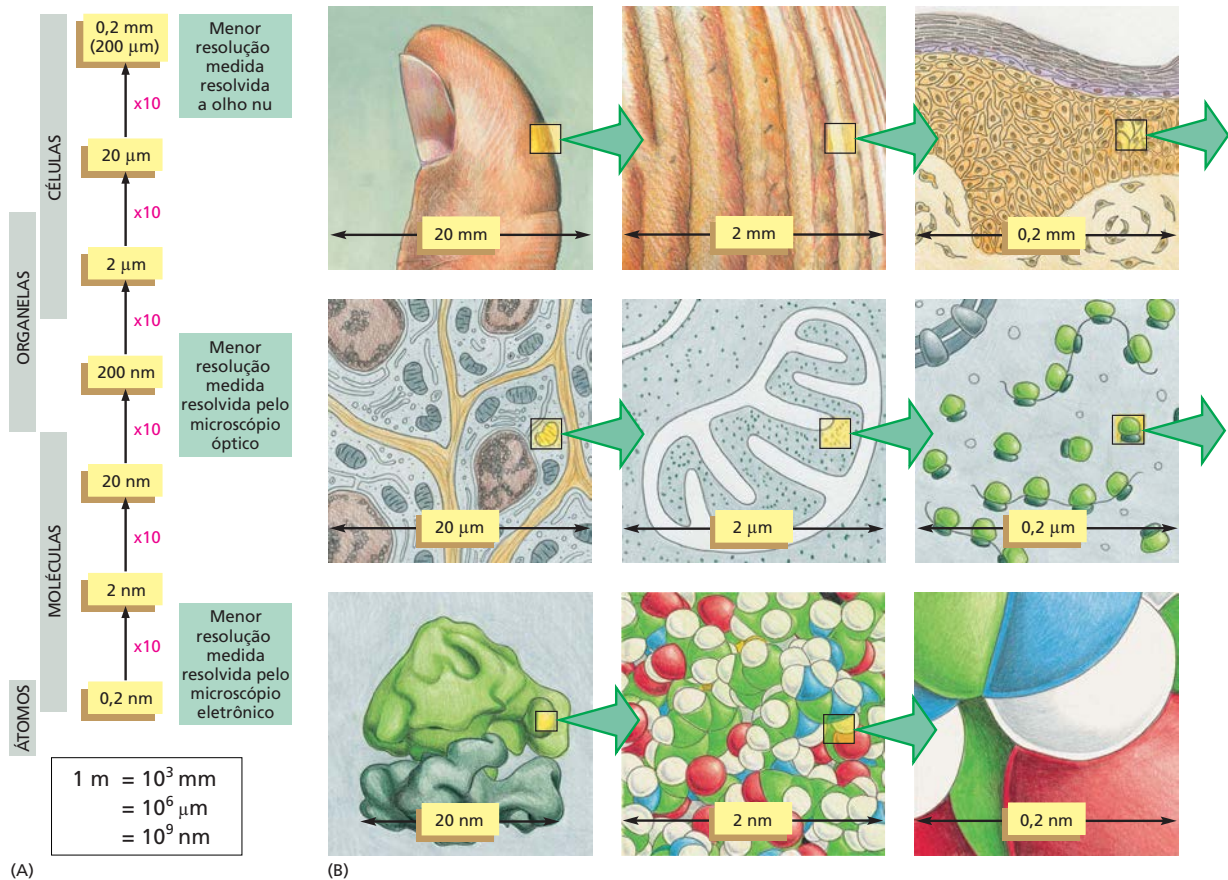 0,2 mm
(200 μm)
Menor
resolução
medida
resolvida
a olho nu
x10
CÉLULAS
20 μm
x10
ORGANELAS
2 μm
x10
200 nm
Menor
resolução
medida
resolvida pelo
microscópio
óptico
x10
MOLÉCULAS
20 nm
x10
2 nm
x10
Menor
resolução
medida
resolvida pelo
microscópio
eletrônico
ÁTOMOS
0,2 nm
1 m = 10³ mm
= 10⁶ μm
= 10⁹ nm
(A)
20 mm
2 mm
0,2 mm
20 μm
2 μm
0,2 μm
20 nm
2 nm
0,2 nm
(B)